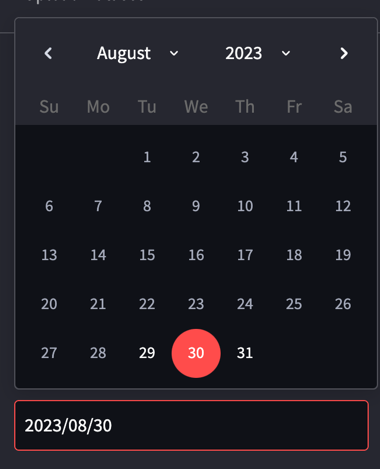 August 2023
Su Mo Tu We Th Fr Sa
1 2 3 4 5
6 7 8 9 10 11 12
13 14 15 16 17 18 19
20 21 22 23 24 25 26
27 28 29 30 31
2023/08/30